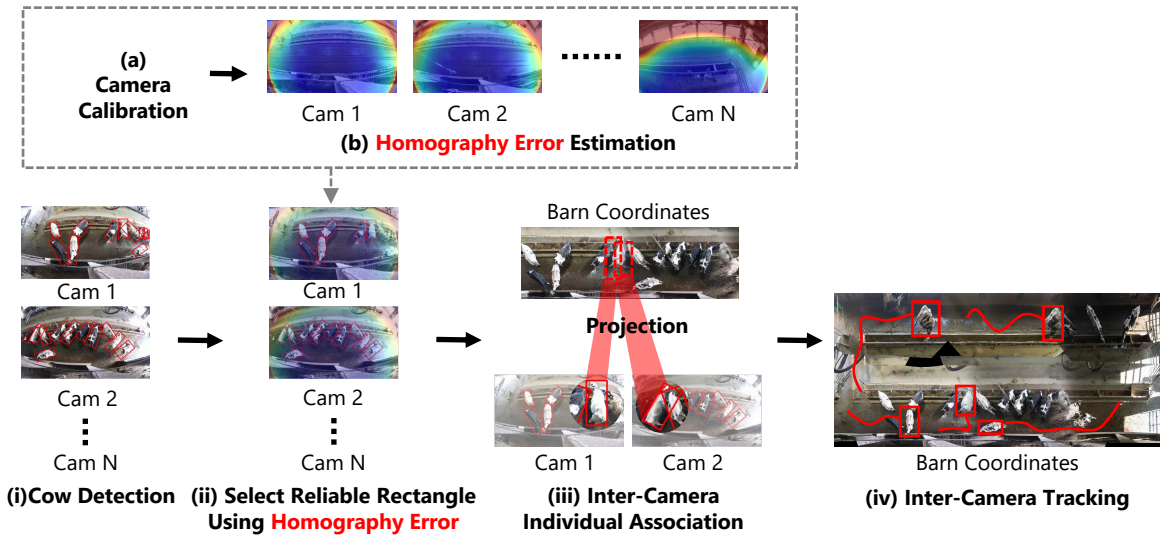 (a)
Camera
Calibration
Cam 1
Cam 2
Cam N
(b) Homography Error Estimation
Cam 1
Cam 2
Cam N
(i)Cow Detection
Cam 1
Cam 2
Cam N
(ii) Select Reliable Rectangle
Using Homography Error
Barn Coordinates
Projection
Cam 1
Cam 2
(iii) Inter-Camera
Individual Association
Barn Coordinates
(iv) Inter-Camera Tracking